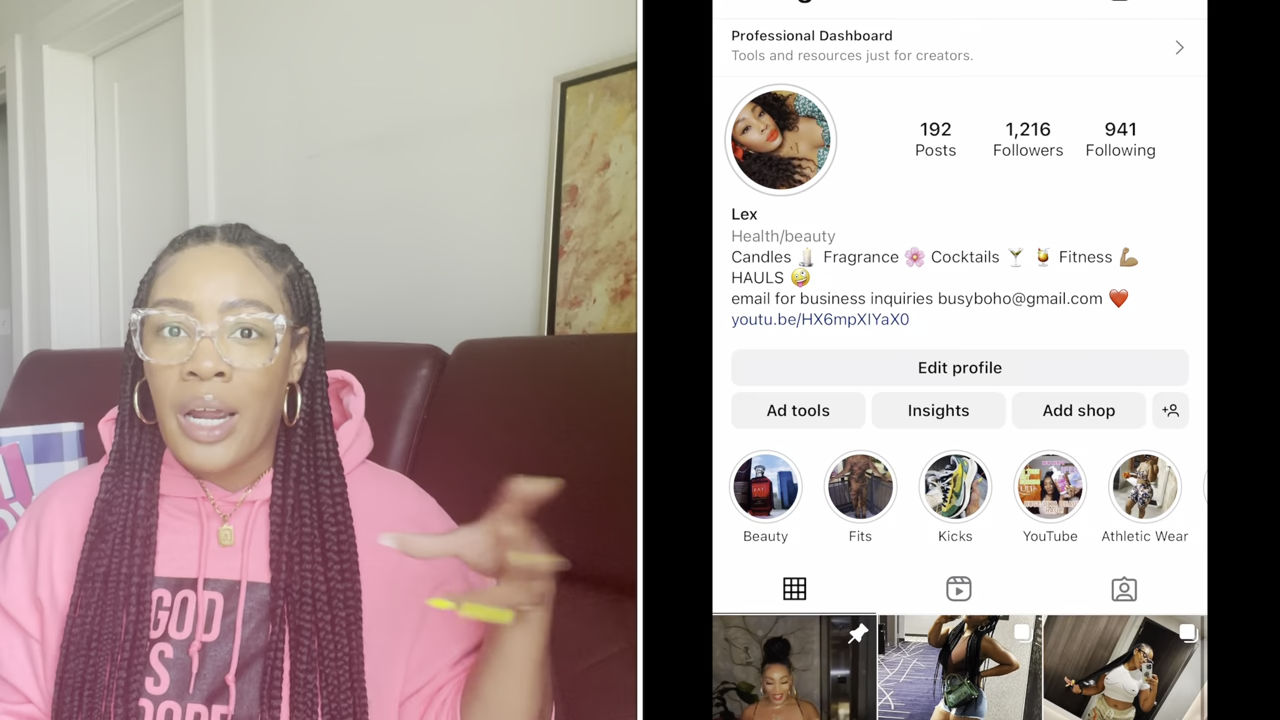 GOD
S
DOPE
Professional Dashboard
Tools and resources just for creators.
192
Posts
1,216
Followers
941
Following
Lex
Health/beauty
Candles 🕯️ Fragrance 🌸 Cocktails 🍸 🍹 Fitness 💪🏽
HAULS 🤪
email for business inquiries busyboho@gmail.com ❤️
youtu.be/HX6mpXIYaX0
Edit profile
Ad tools
Insights
Add shop
Beauty
Fits
Kicks
YouTube
Athletic Wear